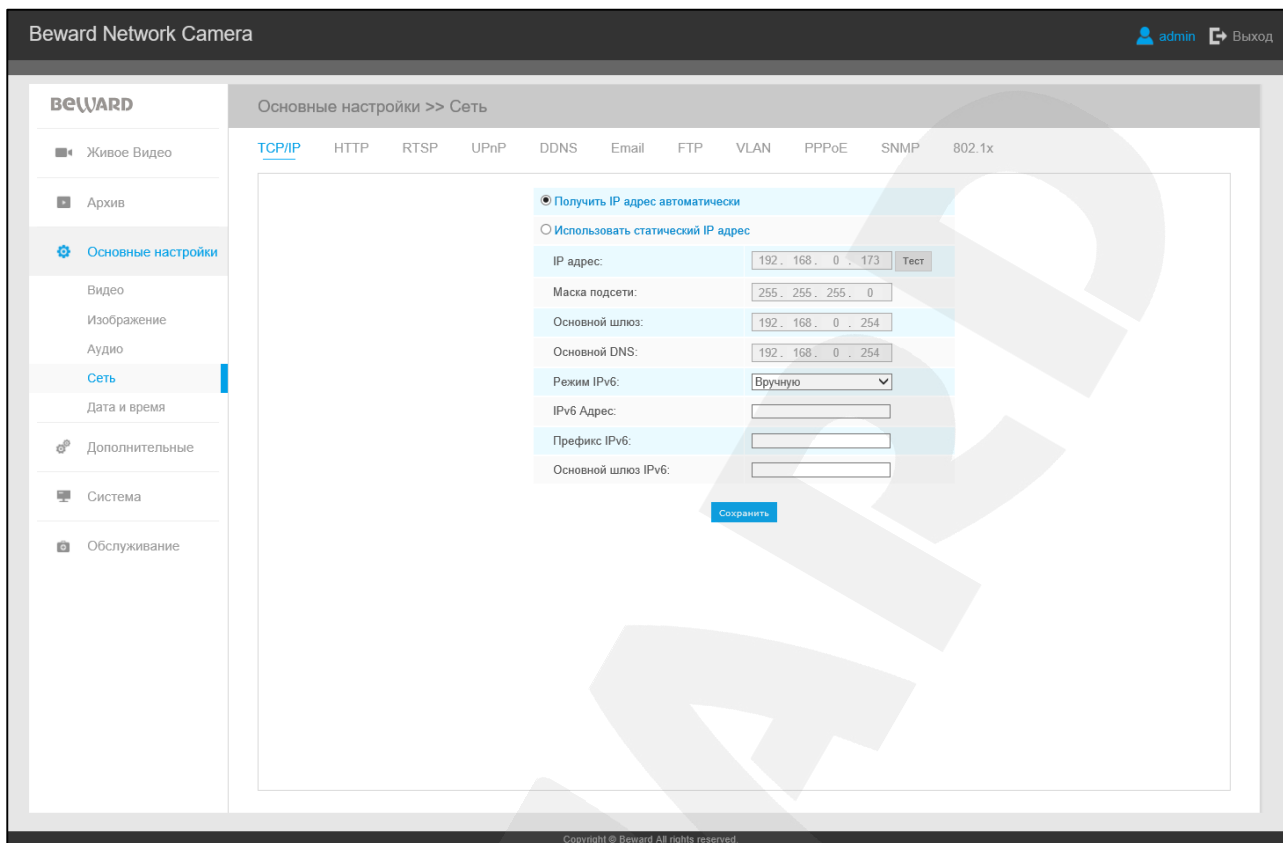 Beward Network Camera
admin Выход
BEWARD
Основные настройки >> Сеть
Живое Видео
Архив
Основные настройки
Видео
Изображение
Аудио
Сеть
Дата и время
Дополнительные
Система
Обслуживание
TCP/IP HTTP RTSP UPnP DDNS Email FTP VLAN PPPoE SNMP 802.1x
Получить IP адрес автоматически
Использовать статический IP адрес
IP адрес: 192. 168. 0 . 173 Тест
Маска подсети: 255. 255. 255. 0
Основной шлюз: 192. 168. 0 . 254
Основной DNS: 192. 168. 0 . 254
Режим IPv6: Вручную
IPv6 Адрес:
Префикс IPv6:
Основной шлюз IPv6:
Сохранить
Copyright © Beward All rights reserved.